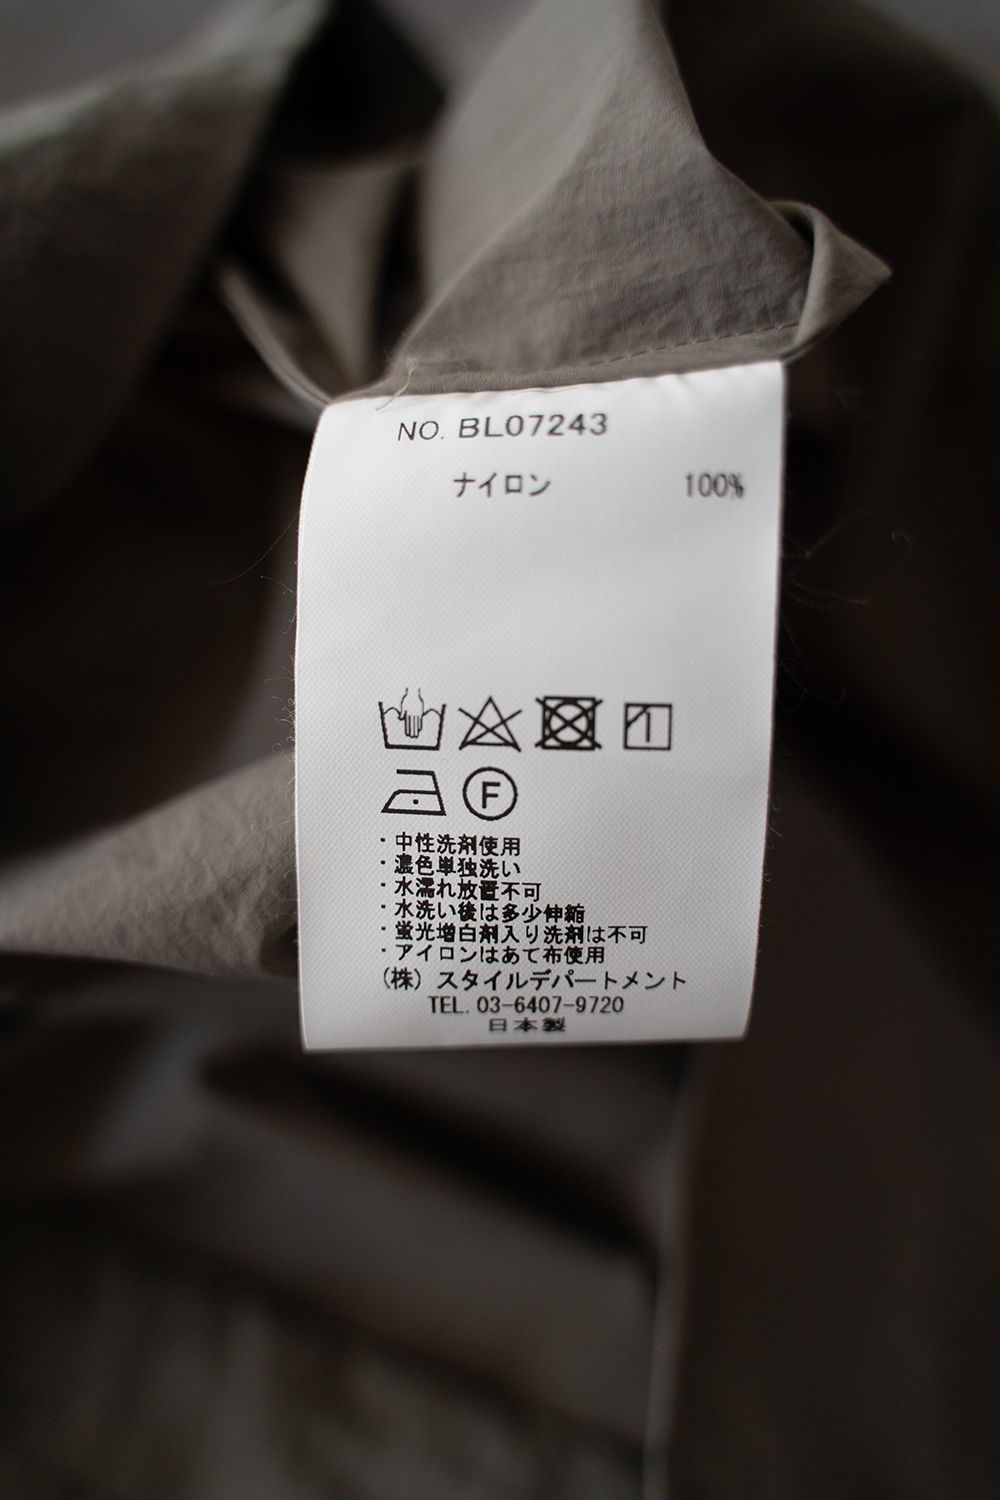 NO. BL07243
ナイロン 100%
F
・中性洗剤使用
・濃色単独洗い
・水濡れ放置不可
・水洗い後は多少伸縮
・蛍光増白剤入り洗剤は不可
・アイロンはあて布使用
(株) スタイルデパートメント
TEL. 03-6407-9720
日本製